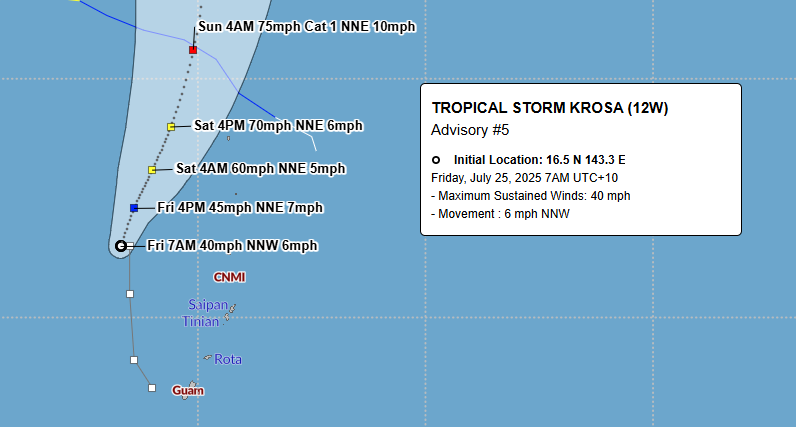 Sun 4AM 75mph Cat 1 NNE 10mph
Sat 4PM 70mph NNE 6mph
Sat 4AM 60mph NNE 5mph
Fri 4PM 45mph NNE 7mph
Fri 7AM 40mph NNW 6mph
CNMI
Saipan
Tinian
Rota
Guam
TROPICAL STORM KROSA (12W)
Advisory #5
Initial Location: 16.5 N 143.3 E
Friday, July 25, 2025 7AM UTC+10
- Maximum Sustained Winds: 40 mph
- Movement : 6 mph NNW